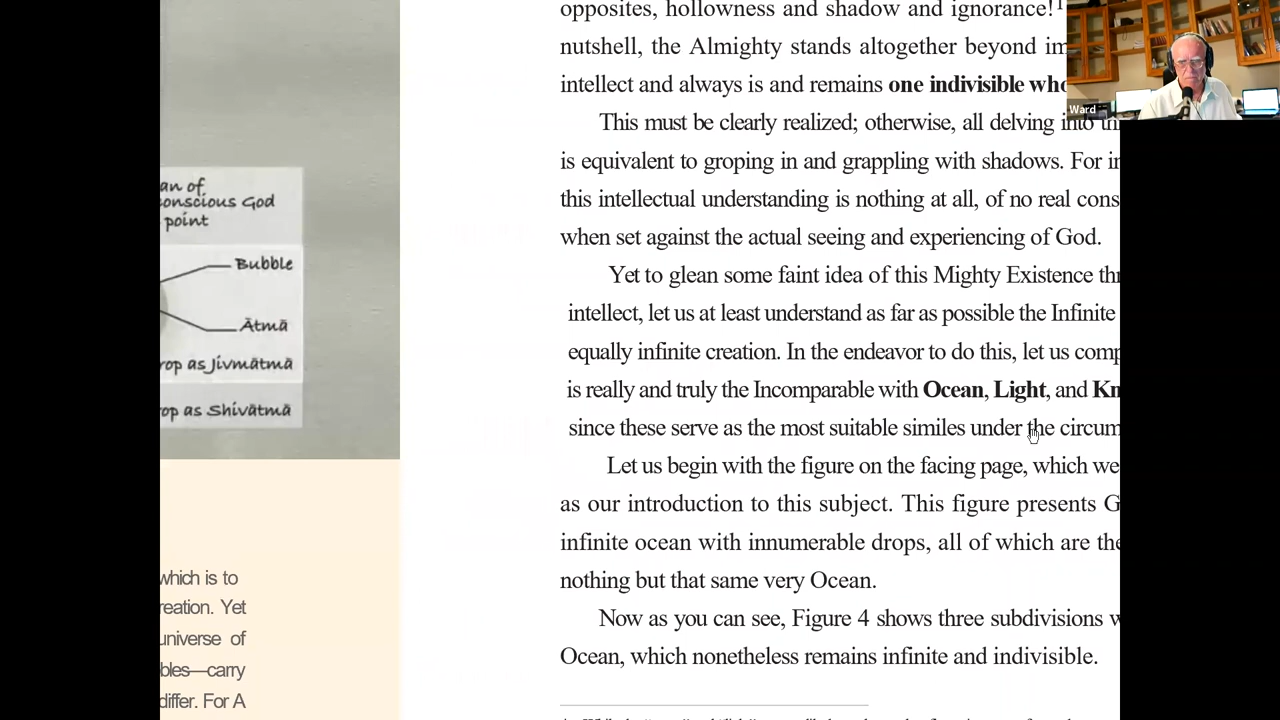 an of
onscious God
point
Bubble
Ātmā
rop as Jīvmātmā
op as Shivātmā
which is to
reation. Yet
universe of
bles—carry
differ. For A
opposites, hollowness and shadow and ignorance!¹
nutshell, the Almighty stands altogether beyond im
intellect and always is and remains one indivisible who
This must be clearly realized; otherwise, all delving into th
is equivalent to groping in and grappling with shadows. For in
this intellectual understanding is nothing at all, of no real cons
when set against the actual seeing and experiencing of God.
Yet to glean some faint idea of this Mighty Existence thr
intellect, let us at least understand as far as possible the Infinite
equally infinite creation. In the endeavor to do this, let us comp
is really and truly the Incomparable with Ocean, Light, and Kn
since these serve as the most suitable similes under the circum
Let us begin with the figure on the facing page, which we
as our introduction to this subject. This figure presents G
infinite ocean with innumerable drops, all of which are the
nothing but that same very Ocean.
Now as you can see, Figure 4 shows three subdivisions w
Ocean, which nonetheless remains infinite and indivisible.
Ward